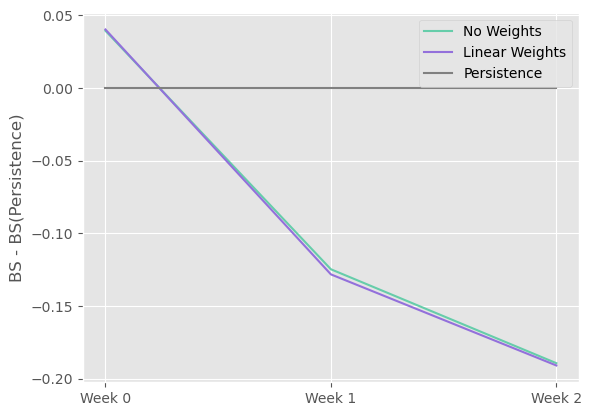 BS - BS(Persistence)
0.05
0.00
−0.05
−0.10
−0.15
−0.20
No Weights
Linear Weights
Persistence
Week 0
Week 1
Week 2